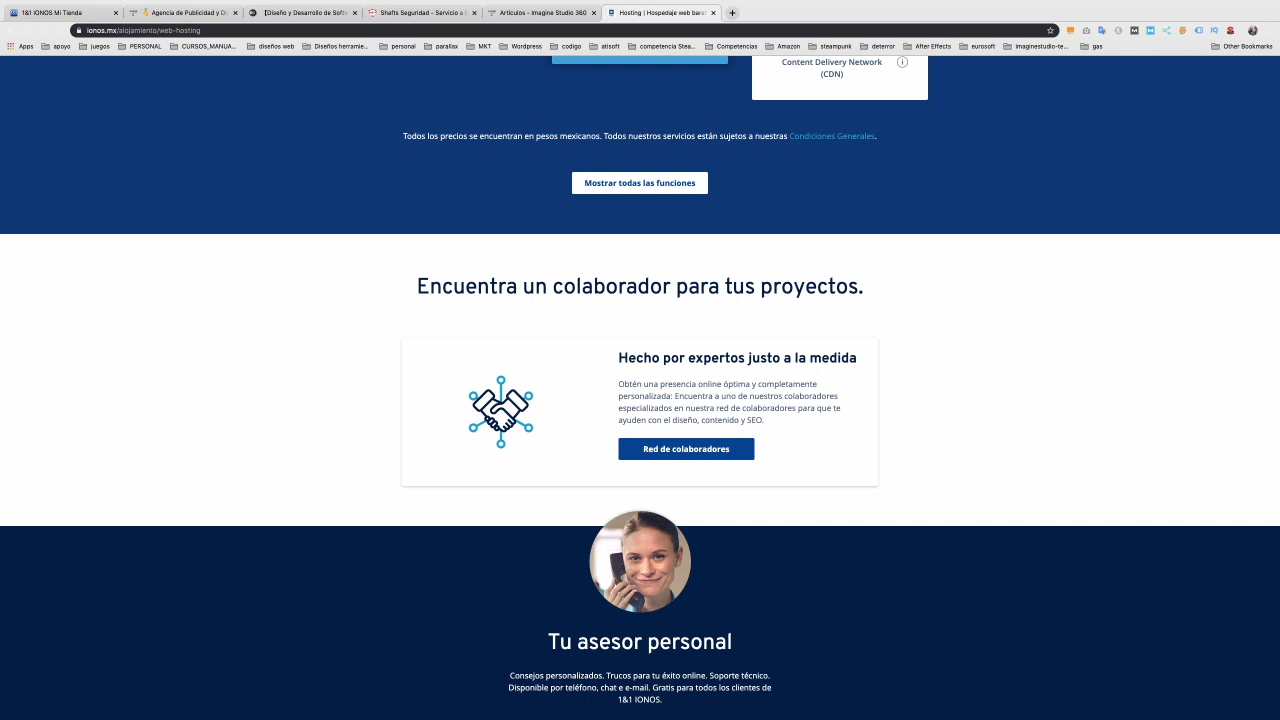 1&1 IONOS Mi Tienda
Agencia de Publicidad y Di
Diseño y Desarrollo de Softw
Shafts Seguridad - Servicio a
Artículos - Imagine Studio 360
Hosting | Hospedaje web bara
ionos.mx/alojamiento/web-hosting
Apps apoyo juegos PERSONAL CURSOS_MANUA... diseños web Diseños herramie... personal parallax MKT Wordpress codigo atisoft competencia Stea... Competencias Amazon steampunk deterror After Effects eurosoft imaginestudio-te... gas Other Bookmarks
Content Delivery Network
(CDN)
Todos los precios se encuentran en pesos mexicanos. Todos nuestros servicios están sujetos a nuestras Condiciones Generales.
Mostrar todas las funciones
Encuentra un colaborador para tus proyectos.
Hecho por expertos justo a la medida
Obtén una presencia online óptima y completamente
personalizada: Encuentra a uno de nuestros colaboradores
especializados en nuestra red de colaboradores para que te
ayuden con el diseño, contenido y SEO.
Red de colaboradores
Tu asesor personal
Consejos personalizados. Trucos para tu éxito online. Soporte técnico.
Disponible por teléfono, chat e e-mail. Gratis para todos los clientes de
1&1 IONOS.